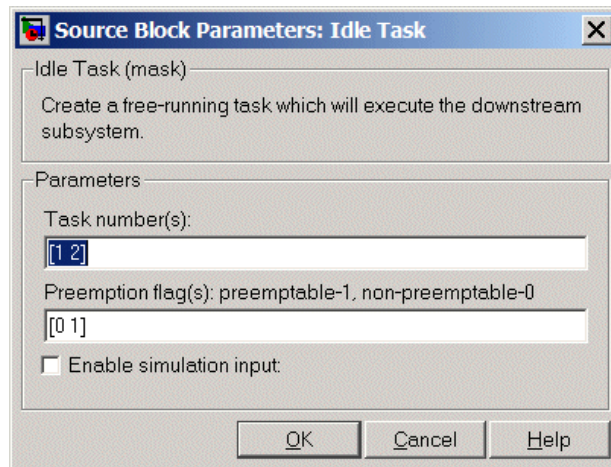 Source Block Parameters: Idle Task
Idle Task (mask)
Create a free-running task which will execute the downstream
subsystem.
Parameters
Task number(s):
[1 2]
Preemption flag(s): preemptable-1, non-preemptable-0
[0 1]
Enable simulation input:
OK Cancel Help